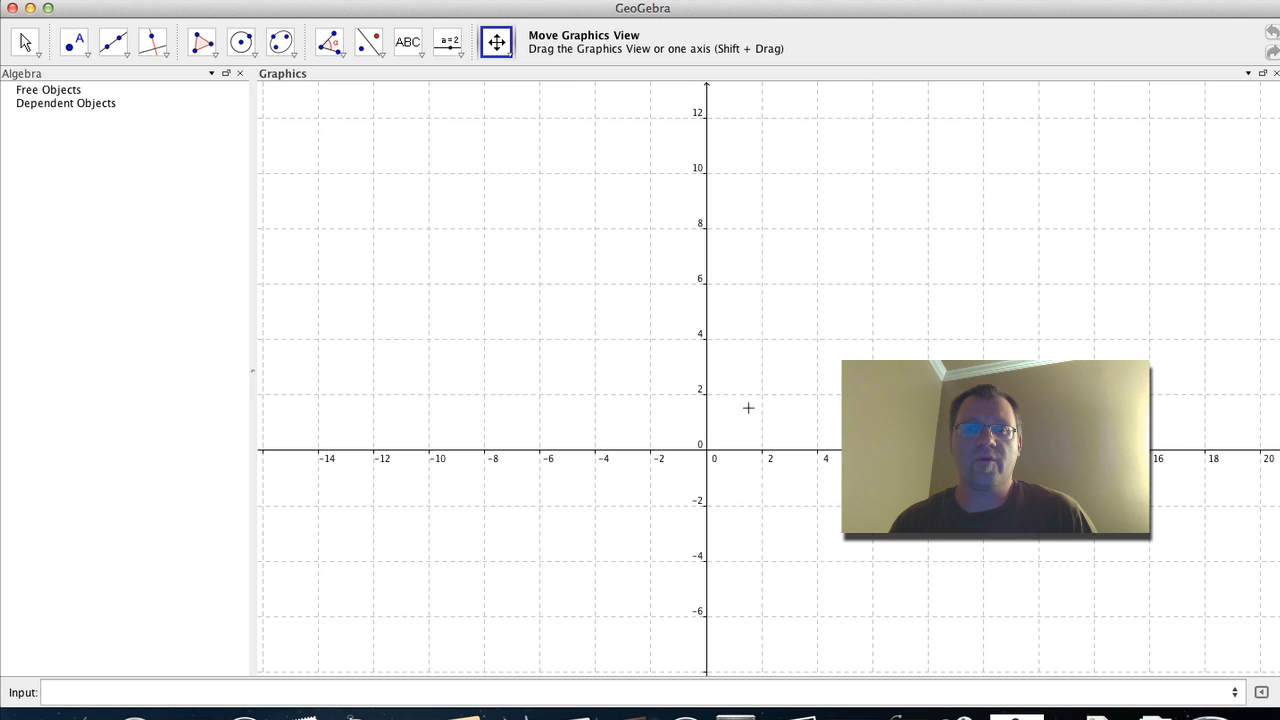 GeoGebra
A
α
ABC
a=2
Move Graphics View
Drag the Graphics View or one axis (Shift + Drag)
Algebra
Graphics
Free Objects
Dependent Objects
12
10
8
6
4
2
0
−14 −12 −10 −8 −6 −4 −2 0 2 4 16 18 20
−2
−4
−6
Input: